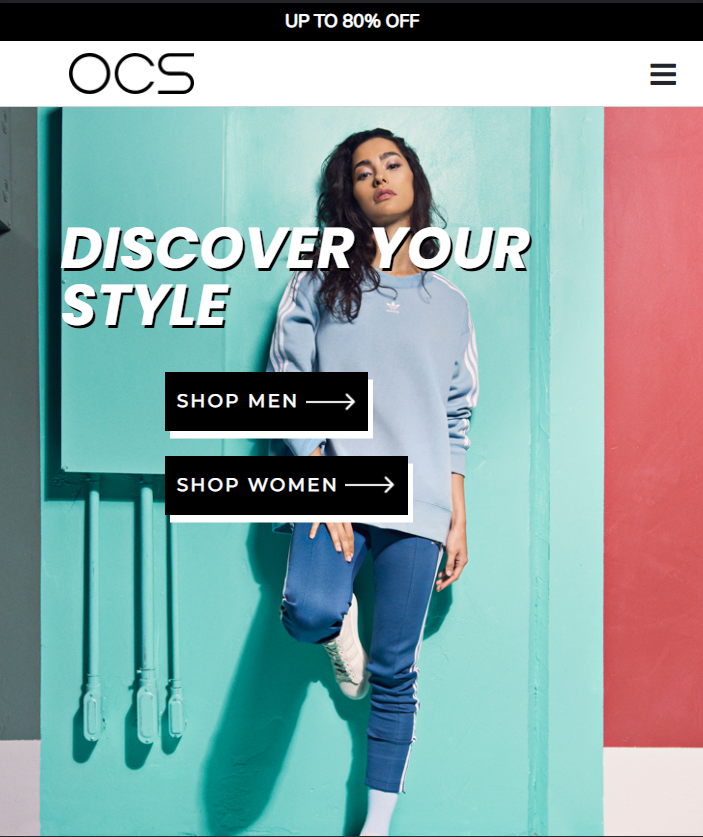 UP TO 80% OFF
OCS
DISCOVER YOUR
STYLE
SHOP MEN
SHOP WOMEN